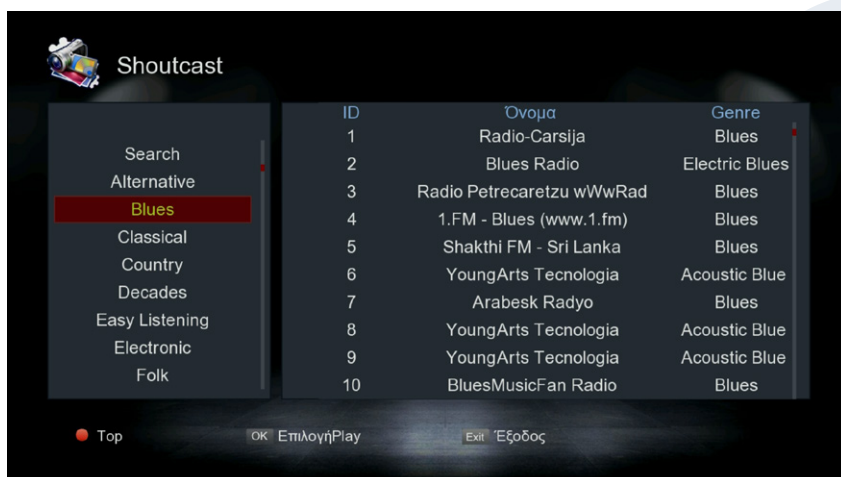 Shoutcast
Search
Alternative
Blues
Classical
Country
Decades
Easy Listening
Electronic
Folk
ID Όνομα Genre
1 Radio-Carsija Blues
2 Blues Radio Electric Blues
3 Radio Petrecaretzu wWwRad Blues
4 1.FM - Blues (www.1.fm) Blues
5 Shakthi FM - Sri Lanka Blues
6 YoungArts Tecnologia Acoustic Blue
7 Arabesk Radyo Blues
8 YoungArts Tecnologia Acoustic Blue
9 YoungArts Tecnologia Acoustic Blue
10 BluesMusicFan Radio Blues
Top OK ΕπιλογήPlay Exit Έξοδος